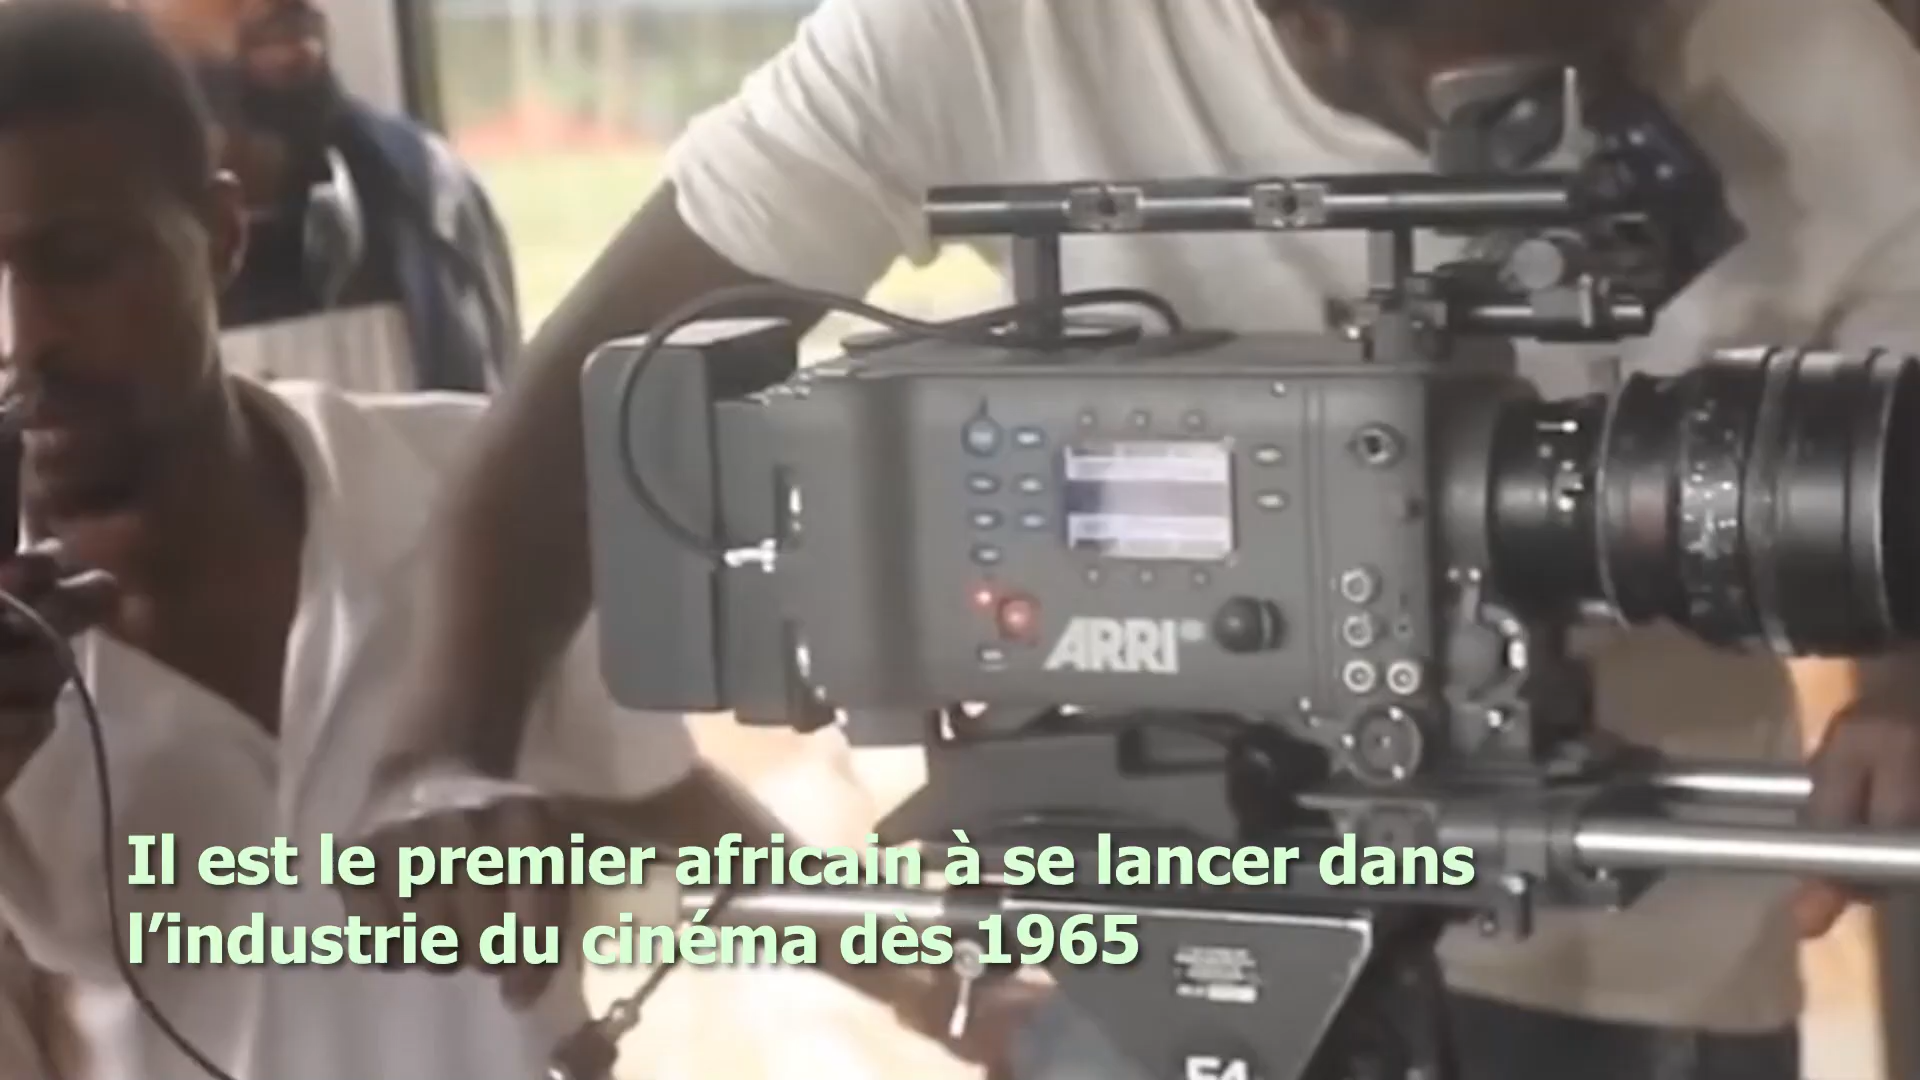 ARRI
Il est le premier africain à se lancer dans
l’industrie du cinéma dès 1965